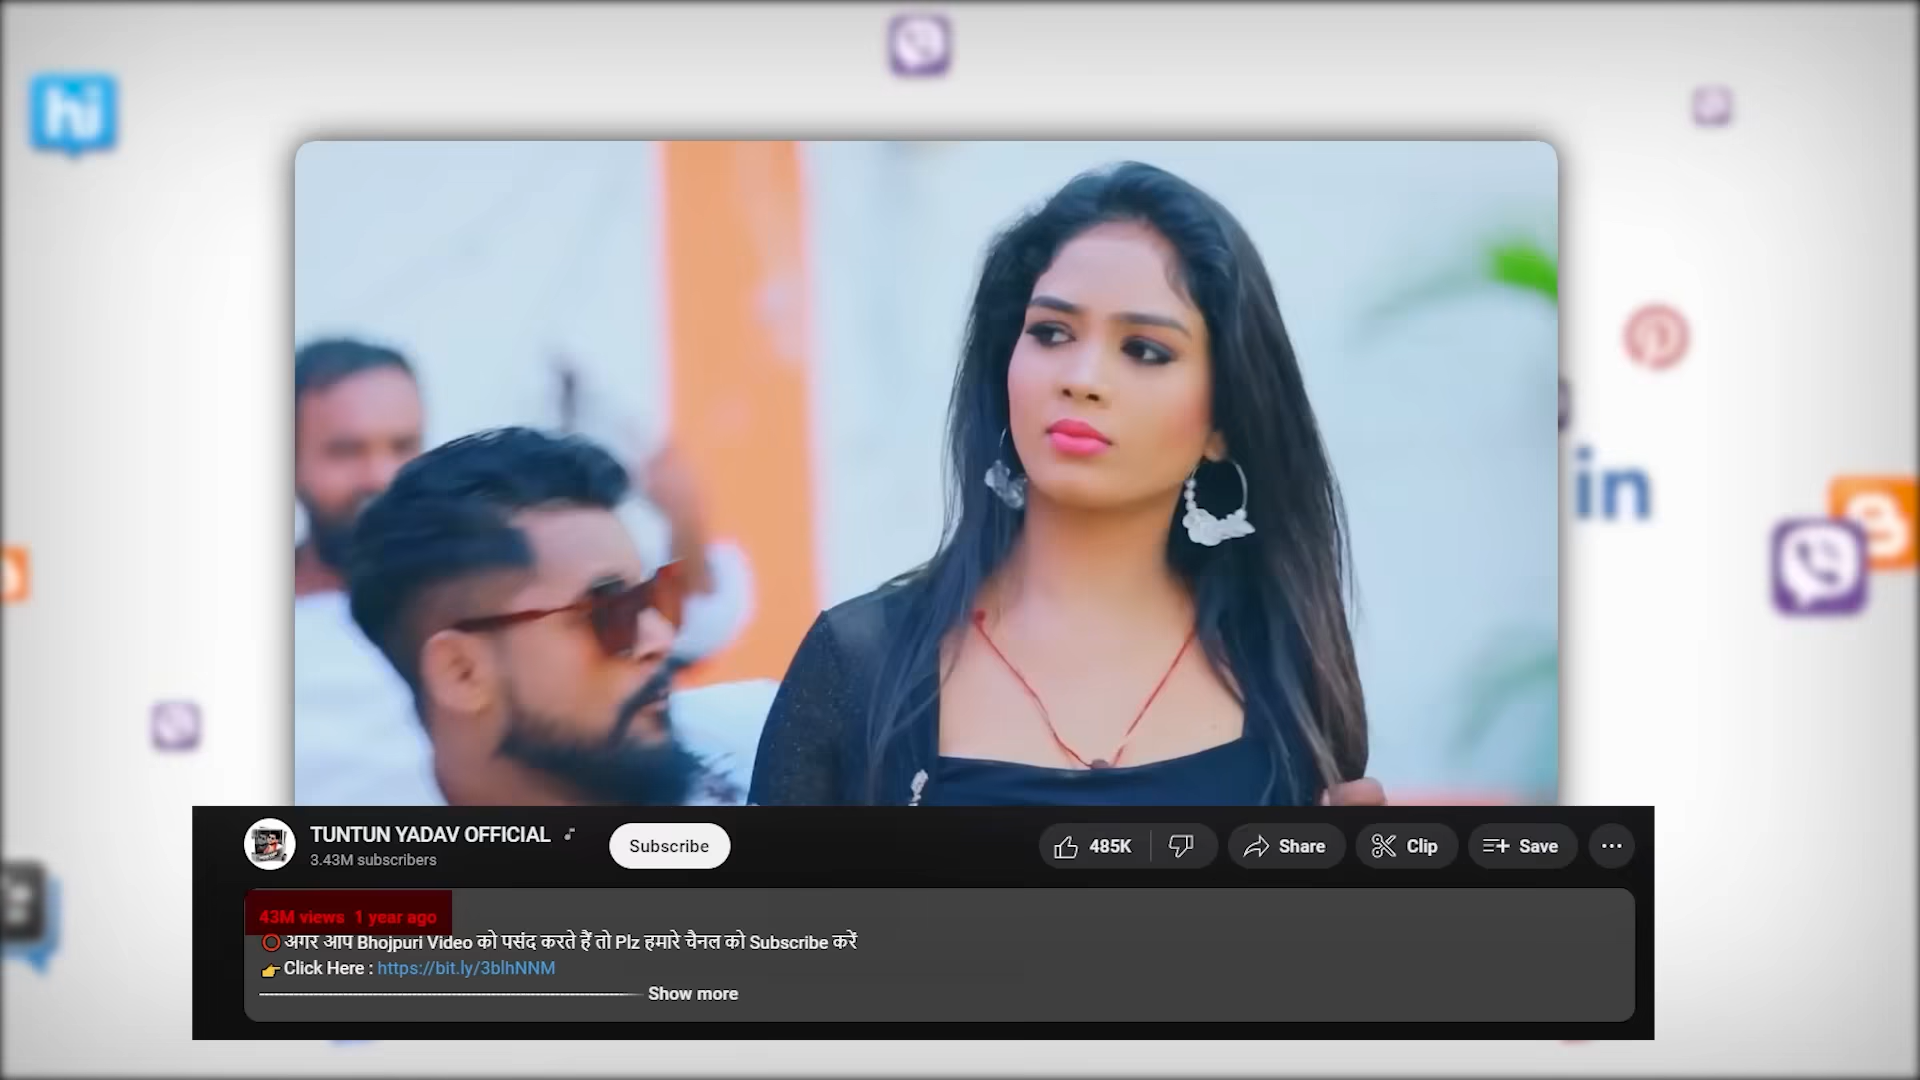 hi
in
TUNTUN YADAV OFFICIAL
3.43M subscribers
Subscribe
485K
Share
Clip
Save
43M views 1 year ago
⭕ अगर आप Bhojpuri Video को पसंद करते हैं तो Plz हमारे चैनल को Subscribe करें
👉 Click Here : https://bit.ly/3blhNNM
Show more